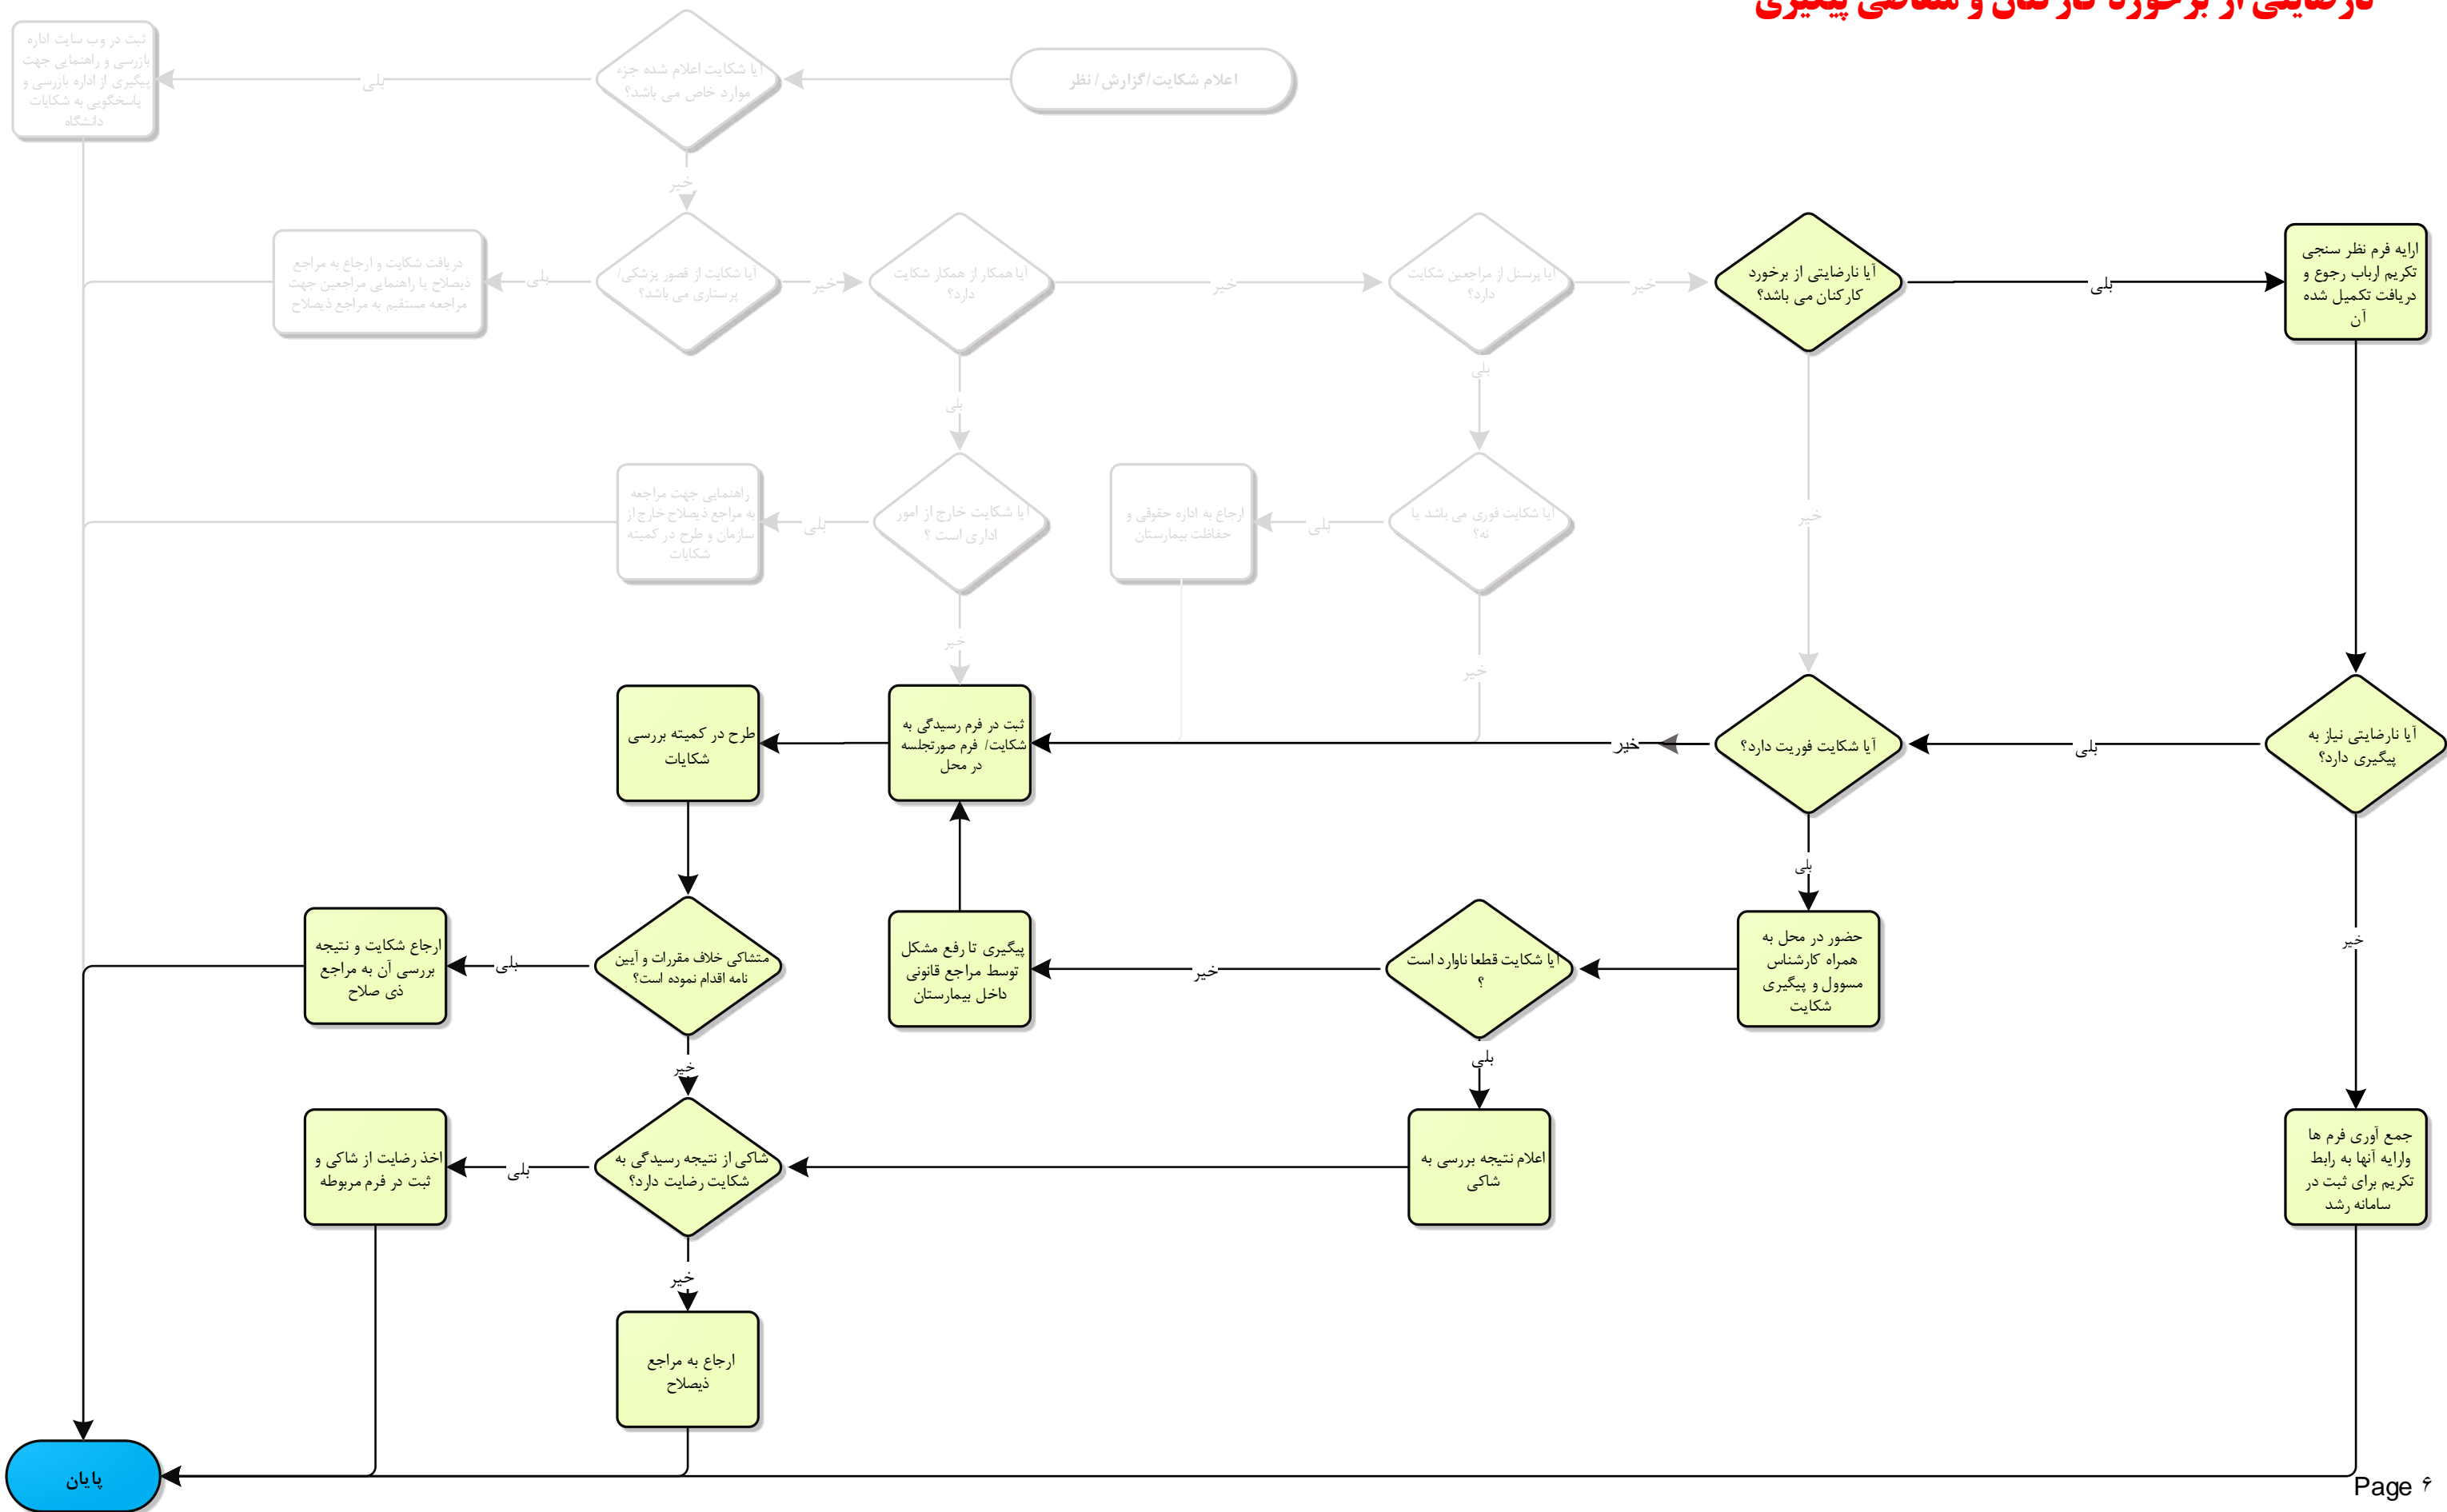 نارضایتی از برخورد کارکنان و متقاضی پیگیری
اعلام شکایت/گزارش/ نظر
آیا شکایت اعلام شده جزء
موارد خاص می باشد؟
بلی
ثبت در وب سایت اداره
بازرسی و راهنمایی جهت
پیگیری از اداره بازرسی و
پاسخگویی به شکایات
دانشگاه
خیر
آیا شکایت از قصور پزشکی/
پرستاری می باشد؟
بلی
دریافت شکایت و ارجاع به مراجع
ذیصلاح یا راهنمایی مراجعین جهت
مراجعه مستقیم به مراجع ذیصلاح
خیر
آیا همکار از همکار شکایت
دارد؟
خیر
آیا پرسنل از مراجعین شکایت
دارد؟
خیر
آیا نارضایتی از برخورد
کارکنان می باشد؟
بلی
ارایه فرم نظر سنجی
تکریم ارباب رجوع و
دریافت تکمیل شده
آن
بلی
بلی
خیر
آیا شکایت خارج از امور
اداری است ؟
بلی
راهنمایی جهت مراجعه
به مراجع ذیصلاح خارج از
سازمان و طرح در کمیته
شکایات
آیا شکایت فوری می باشد یا
نه؟
بلی
ارجاع به اداره حقوقی و
حفاظت بیمارستان
خیر
خیر
آیا نارضایتی نیاز به
پیگیری دارد؟
بلی
آیا شکایت فوریت دارد؟
خیر
ثبت در فرم رسیدگی به
شکایت/ فرم صورتجلسه
در محل
طرح در کمیته بررسی
شکایات
بلی
خیر
حضور در محل به
همراه کارشناس
مسوول و پیگیری
شکایت
آیا شکایت قطعا ناوارد است
؟
خیر
پیگیری تا رفع مشکل
توسط مراجع قانونی
داخل بیمارستان
متشاکی خلاف مقررات و آیین
نامه اقدام نموده است؟
بلی
ارجاع شکایت و نتیجه
بررسی آن به مراجع
ذی صلاح
بلی
خیر
جمع آوری فرم ها
وارایه آنها به رابط
تکریم برای ثبت در
سامانه رشد
اعلام نتیجه بررسی به
شاکی
شاکی از نتیجه رسیدگی به
شکایت رضایت دارد؟
بلی
اخذ رضایت از شاکی و
ثبت در فرم مربوطه
خیر
ارجاع به مراجع
ذیصلاح
پایان
Page ۶